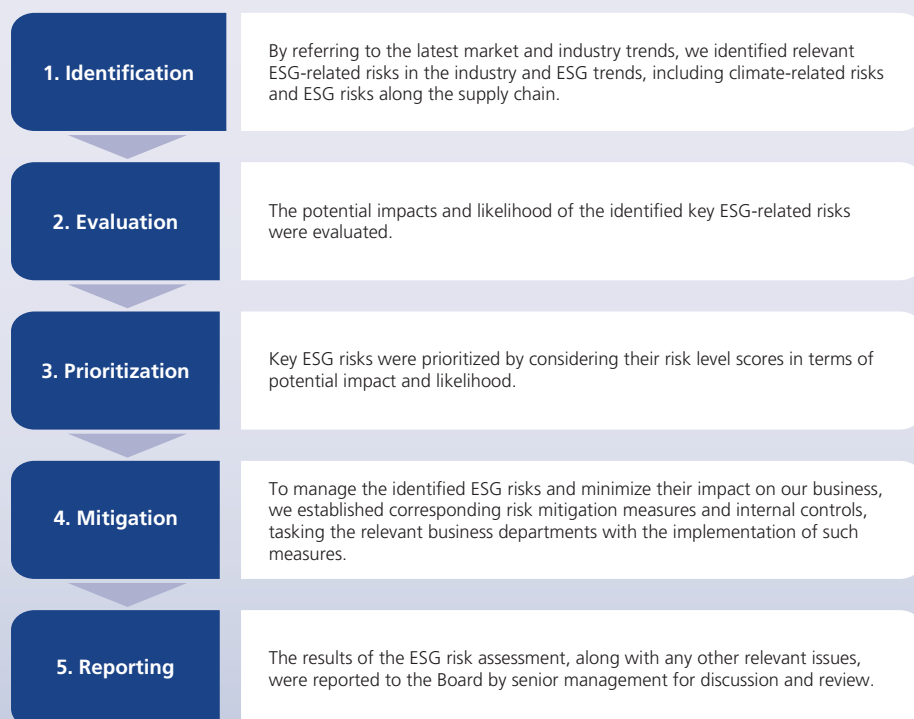 1. Identification
By referring to the latest market and industry trends, we identified relevant
ESG-related risks in the industry and ESG trends, including climate-related risks
and ESG risks along the supply chain.
2. Evaluation
The potential impacts and likelihood of the identified key ESG-related risks
were evaluated.
3. Prioritization
Key ESG risks were prioritized by considering their risk level scores in terms of
potential impact and likelihood.
4. Mitigation
To manage the identified ESG risks and minimize their impact on our business,
we established corresponding risk mitigation measures and internal controls,
tasking the relevant business departments with the implementation of such
measures.
5. Reporting
The results of the ESG risk assessment, along with any other relevant issues,
were reported to the Board by senior management for discussion and review.